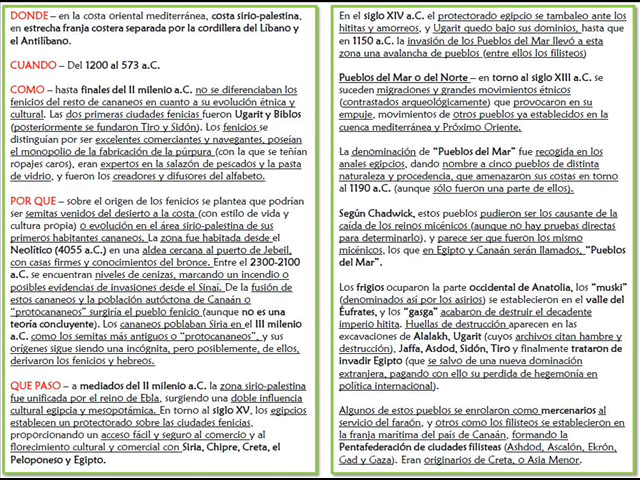 DONDE – en la costa oriental mediterránea, costa sirio-palestina,
en estrecha franja costera separada por la cordillera del Líbano y
el Antilíbano.
CUANDO – Del 1200 al 573 a.C.
COMO – hasta finales del II milenio a.C. no se diferenciaban los
fenicios del resto de cananeos en cuanto a su evolución étnica y
cultural. Las dos primeras ciudades fenicias fueron Ugarit y Biblos
(posteriormente se fundaron Tiro y Sidón). Los fenicios se
distinguían por ser excelentes comerciantes y navegantes, poseían
el monopolio de la fabricación de la púrpura (con la que se teñían
ropajes caros), eran expertos en la salazón de pescados y la pasta
de vidrio, y fueron los creadores y difusores del alfabeto.
POR QUE – sobre el origen de los fenicios se plantea que podrían
ser semitas venidos del desierto a la costa (con estilo de vida y
cultura propia) o evolución en el área sirio-palestina de sus
primeros habitantes cananeos. La zona fue habitada desde el
Neolítico (4055 a.C.) en una aldea cercana al puerto de Jebeil,
con casas firmes y conocimientos del bronce. Entre el 2300-2100
a.C. se encuentran niveles de cenizas, marcando un incendio o
posibles evidencias de invasiones desde el Sinaí. De la fusión de
estos cananeos y la población autóctona de Canaán o
"protocananeos" surgiría el pueblo fenicio (aunque no es una
teoría concluyente). Los cananeos poblaban Siria en el III milenio
a.C. como los semitas más antiguos o "protocananeos", y sus
orígenes sigue siendo una incógnita, pero posiblemente, de ellos,
derivaron los fenicios y hebreos.
QUE PASO – a mediados del II milenio a.C. la zona sirio-palestina
fue unificada por el reino de Ebla, surgiendo una doble influencia
cultural egipcia y mesopotámica. En torno al siglo XV, los egipcios
establecen un protectorado sobre las ciudades fenicias,
proporcionando un acceso fácil y seguro al comercio y al
florecimiento cultural y comercial con Siria, Chipre, Creta, el
Peloponeso y Egipto.
En el siglo XIV a.C. el protectorado egipcio se tambaleo ante los
hititas y amorreos, y Ugarit quedo bajo sus dominios, hasta que
en 1150 a.C. la invasión de los Pueblos del Mar llevó a esta
zona una avalancha de pueblos (entre ellos los filisteos)
Pueblos del Mar o del Norte – en torno al siglo XIII a.C. se
suceden migraciones y grandes movimientos étnicos
(contrastados arqueológicamente) que provocaron en su
empuje, movimientos de otros pueblos ya establecidos en la
cuenca mediterránea y Próximo Oriente.
La denominación de "Pueblos del Mar" fue recogida en los
anales egipcios, dando nombre a cinco pueblos de distinta
naturaleza y procedencia, que amenazaron sus costas en torno
al 1190 a.C. (aunque sólo fueron una parte de ellos).
Según Chadwick, estos pueblos pudieron ser los causante de la
caída de los reinos micénicos (aunque no hay pruebas directas
para determinarlo), y parece ser que fueron los mismo
micénicos, los que en Egipto y Canaán serían llamados, "Pueblos
del Mar".
Los frigios ocuparon la parte occidental de Anatolia, los "muski"
(denominados así por los asirios) se establecieron en el valle del
Éufrates, y los "gasga" acabaron de destruir el decadente
imperio hitita. Huellas de destrucción aparecen en las
excavaciones de Alalakh, Ugarit (cuyos archivos citan hambre y
destrucción), Jaffa, Asdod, Sidón, Tiro y finalmente trataron de
invadir Egipto (que se salvo de una nueva dominación
extranjera, pagando con ello su perdida de hegemonía en
política internacional).
Algunos de estos pueblos se enrolaron como mercenarios al
servicio del faraón, y otros como los filisteos se establecieron en
la franja marítima del país de Canaán, formando la
Pentafederación de ciudades filisteas (Ashdod, Ascalón, Ekrón,
Gad y Gaza). Eran originarios de Creta, o Asia Menor.